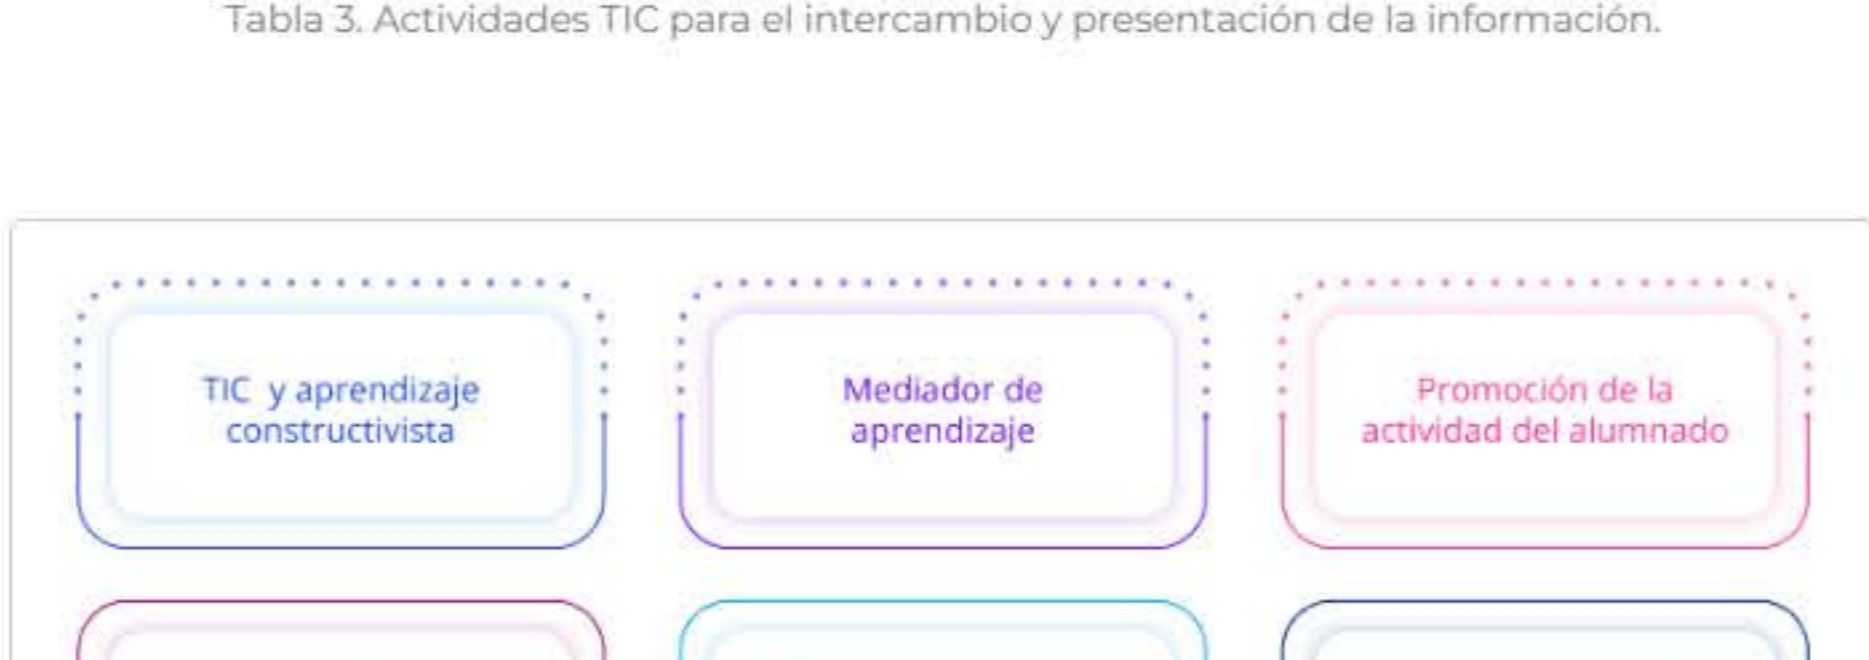 Tabla 3. Actividades TIC para el intercambio y presentación de la información.
TIC y aprendizaje
constructivista
Mediador de
aprendizaje
Promoción de la
actividad del alumnado